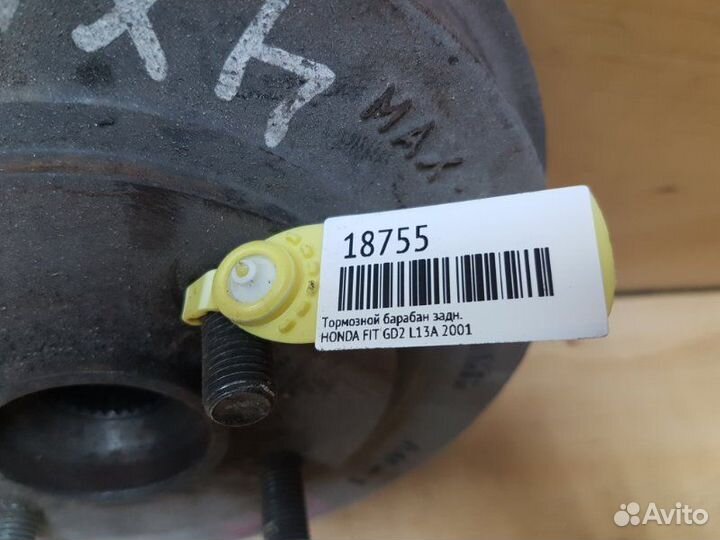 MAX
18755
Тормозной барабан задн.
HONDA FIT GD2 L13A 2001
Avito